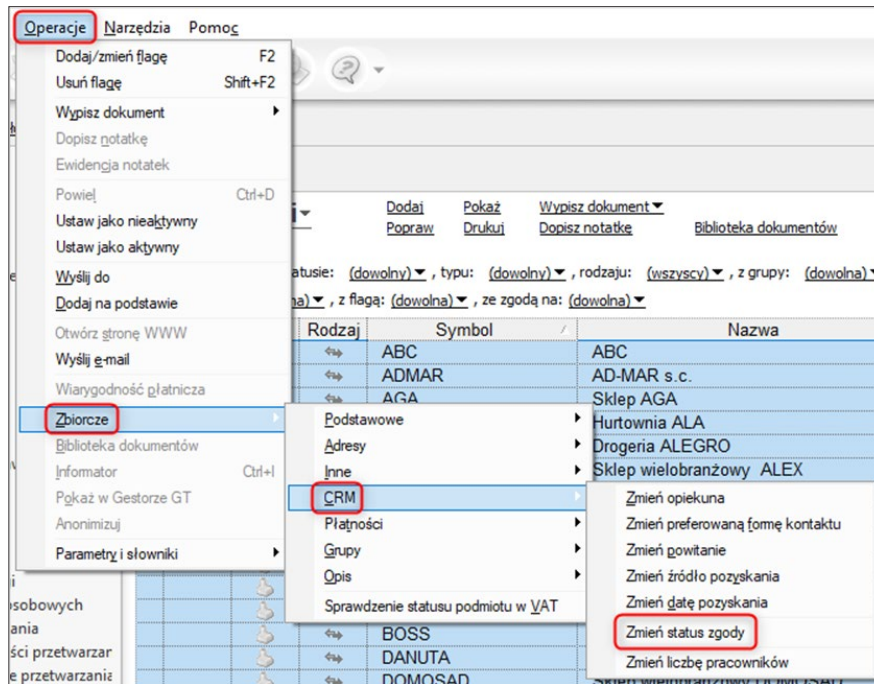 Operacje Narzędzia Pomoc
Dodaj/zmień flagę F2
Usuń flagę Shift+F2
Wypisz dokument
Dopisz notatkę
Ewidencja notatek
Powiel Ctrl+D
Ustaw jako nieaktywny
Ustaw jako aktywny
Wyślij do
Dodaj na podstawie
Otwórz stronę WWW
Wyślij e-mail
Wiarygodność płatnicza
Zbiorcze
Biblioteka dokumentów
Informator Ctrl+I
Pokaż w Gestorze GT
Anonimizuj
Parametry i słowniki
Dodaj Pokaż Wypisz dokument
Popraw Drukuj Dopisz notatkę Biblioteka dokumentów
atusie: (dowolny) , typu: (dowolny) , rodzaju: (wszyscy) , z grupy: (dowolna)
na) , z flagą: (dowolna) , ze zgodą na: (dowolna)
Rodzaj Symbol Nazwa
ABC ABC
ADMAR AD-MAR s.c.
AGA Sklep AGA
Hurtownia ALA
Drogeria ALEGRO
Sklep wielobranżowy ALEX
Podstawowe
Adresy
Inne
CRM
Płatności
Grupy
Opis
Sprawdzenie statusu podmiotu w VAT
Zmień opiekuna
Zmień preferowaną formę kontaktu
Zmień powitanie
Zmień źródło pozyskania
Zmień datę pozyskania
Zmień status zgody
Zmień liczbę pracowników
osobowych
ania
ści przetwarzar
e przetwarzania
BOSS
DANUTA
DOMOSAD Sklep wielobranżowy DOMOSAD